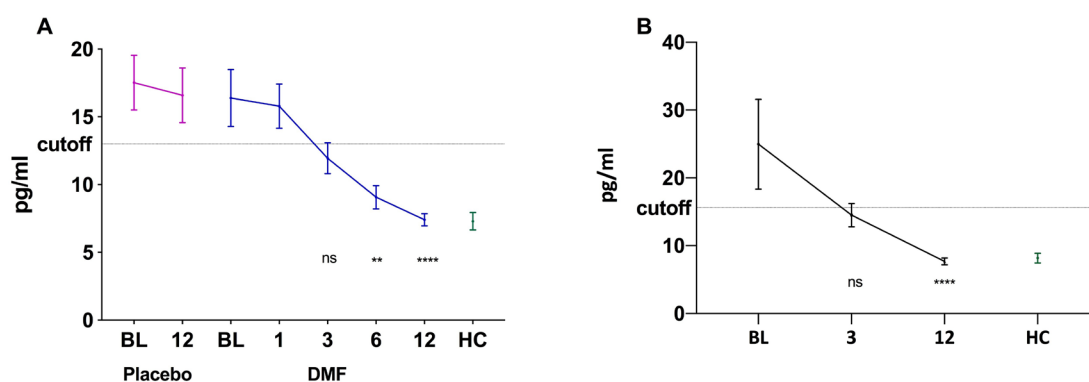 A
20
15
cutoff
10
5
0
pg/ml
ns
**
****
BL 12 BL 1 3 6 12 HC
Placebo DMF
B
40
30
20
cutoff
10
0
pg/ml
ns
****
BL 3 12 HC